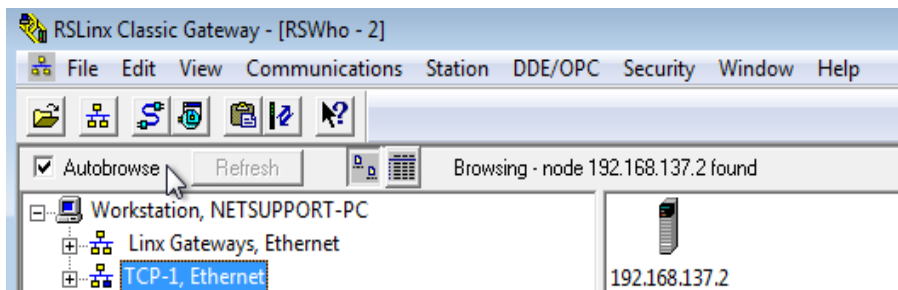 RSLinx Classic Gateway - [RSWho - 2]
File Edit View Communications Station DDE/OPC Security Window Help
Autobrowse Refresh Browsing - node 192.168.137.2 found
Workstation, NETSUPPORT-PC
Linx Gateways, Ethernet
TCP-1, Ethernet
192.168.137.2